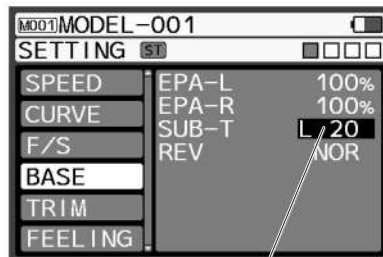 M001 MODEL-001
SETTING ST
SPEED
CURVE
F/S
BASE
TRIM
FEELING
EPA-L 100%
EPA-R 100%
SUB-T L 20
REV NOR